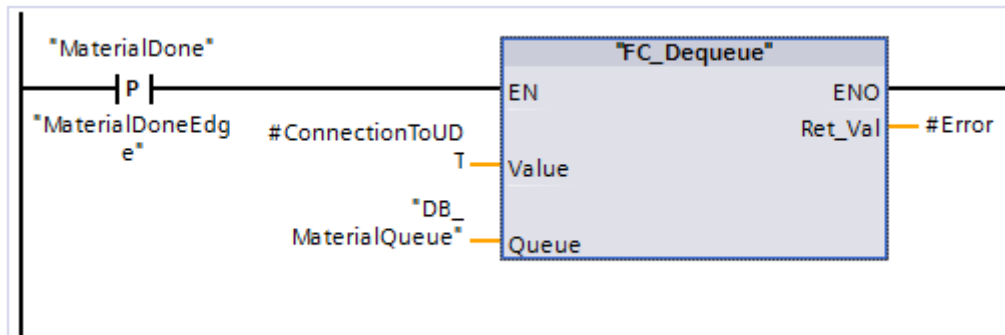 "MaterialDone"
"FC_Dequeue"
P
EN
ENO
"MaterialDoneEdg
e"
#ConnectionToUD
T
Ret_Val
#Error
Value
"DB_
MaterialQueue"
Queue